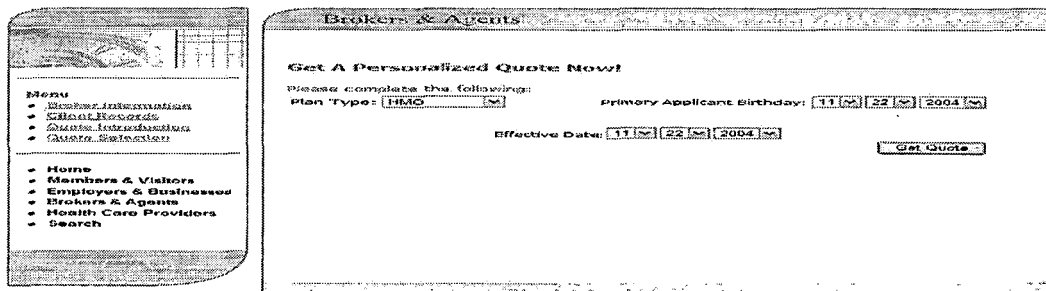 Brokers & Agents
Menu
Broker Information
Client Records
Quote Introduction
Quote Selection
Home
Members & Visitors
Employers & Businesses
Brokers & Agents
Health Care Providers
Search
Get A Personalized Quote Now!
Please complete the following:
Plan Type: HMO Primary Applicant Birthday: 11 22 2004
Effective Date: 11 22 2004
Get Quote